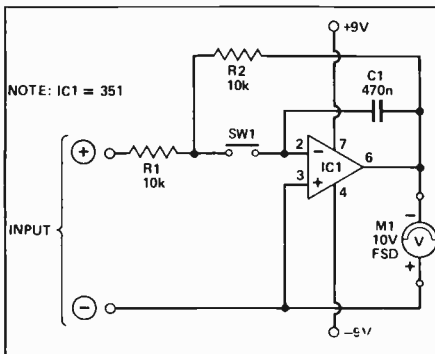 +9V
R2
10k
C1
470n
NOTE: IC1 = 351
SW1
+
R1
10k
2
7
−
IC1
6
3
+
4
−
M1
10V
FSD
V
+
INPUT
−
−9V